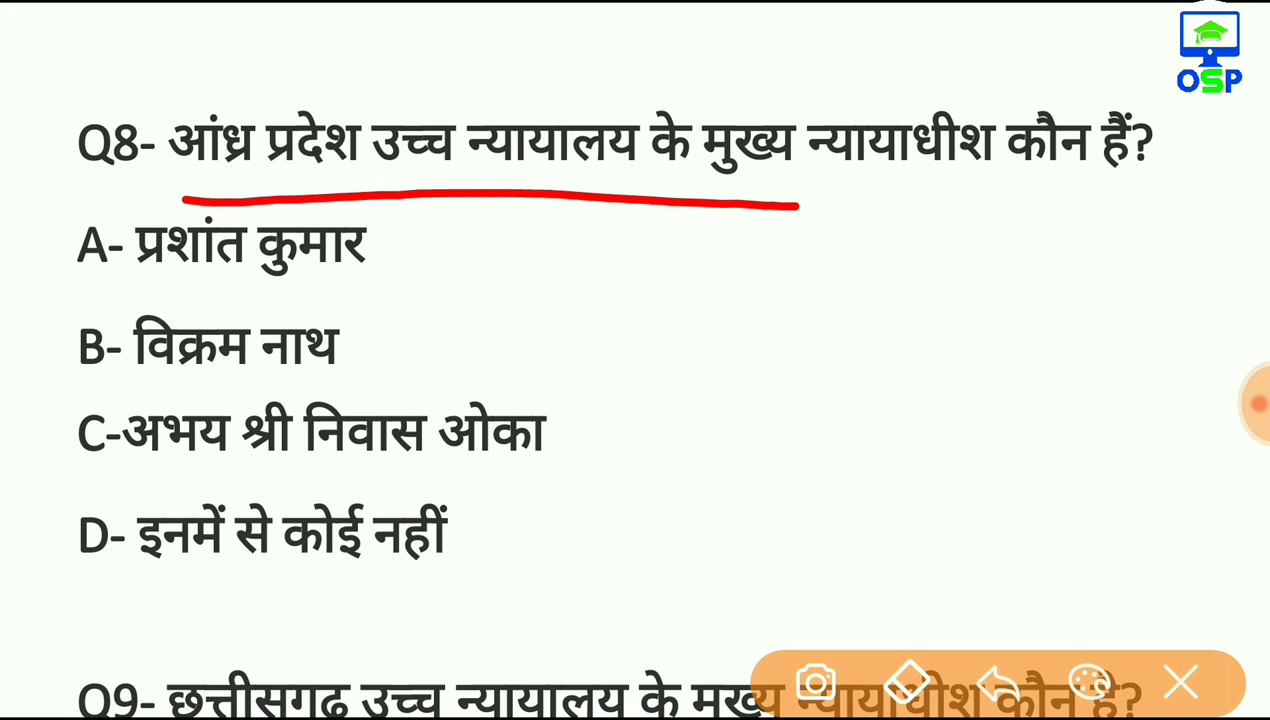 OSP
Q8- आंध्र प्रदेश उच्च न्यायालय के मुख्य न्यायाधीश कौन हैं?
A- प्रशांत कुमार
B- विक्रम नाथ
C-अभय श्री निवास ओका
D- इनमें से कोई नहीं
Q9- छत्तीसगढ़ उच्च न्यायालय के मुख्य न्यायाधीश कौन है?